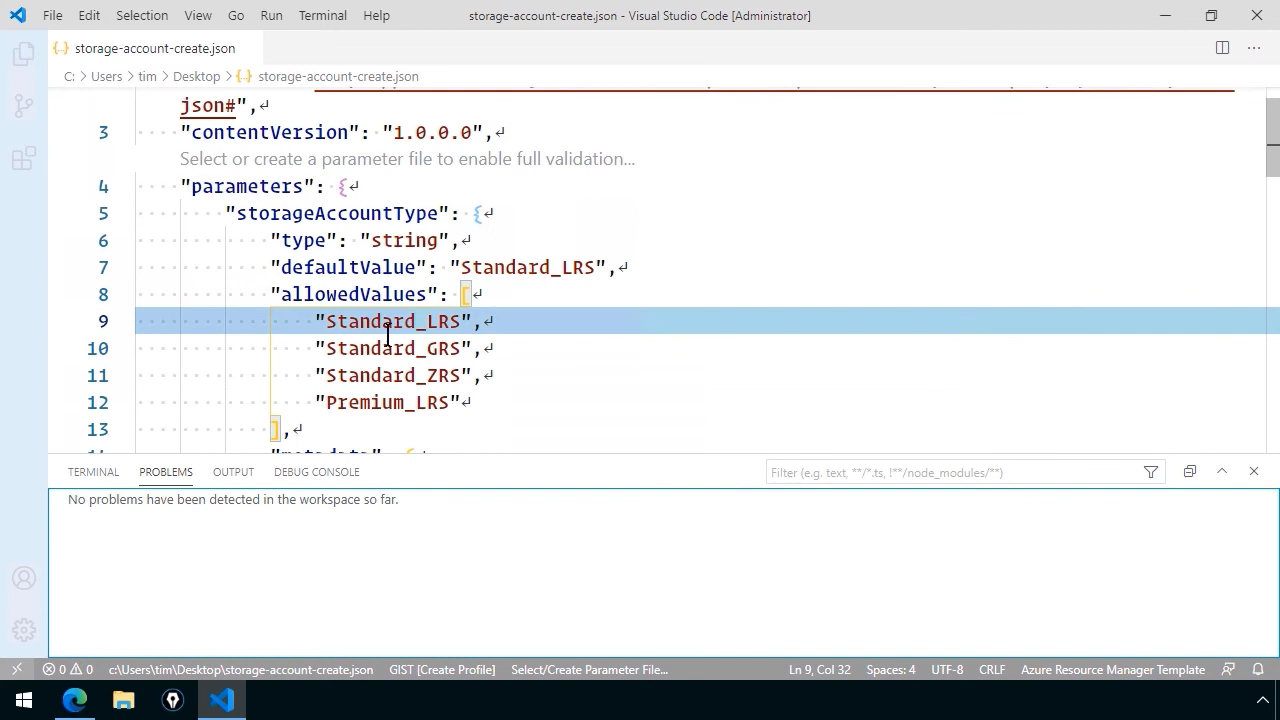 File Edit Selection View Go Run Terminal Help storage-account-create.json - Visual Studio Code [Administrator]
storage-account-create.json
C: > Users > tim > Desktop > storage-account-create.json
json#",
3 "contentVersion": "1.0.0.0",
Select or create a parameter file to enable full validation...
4 "parameters": {
5 "storageAccountType": {
6 "type": "string",
7 "defaultValue": "Standard_LRS",
8 "allowedValues": [
9 "Standard_LRS",
10 "Standard_GRS",
11 "Standard_ZRS",
12 "Premium_LRS"
13 ],
TERMINAL PROBLEMS OUTPUT DEBUG CONSOLE Filter (e.g. text, **/*.ts, !**/node_modules/**)
No problems have been detected in the workspace so far.
0 0 c:\Users\tim\Desktop\storage-account-create.json GIST [Create Profile] Select/Create Parameter File... Ln 9, Col 32 Spaces: 4 UTF-8 CRLF Azure Resource Manager Template